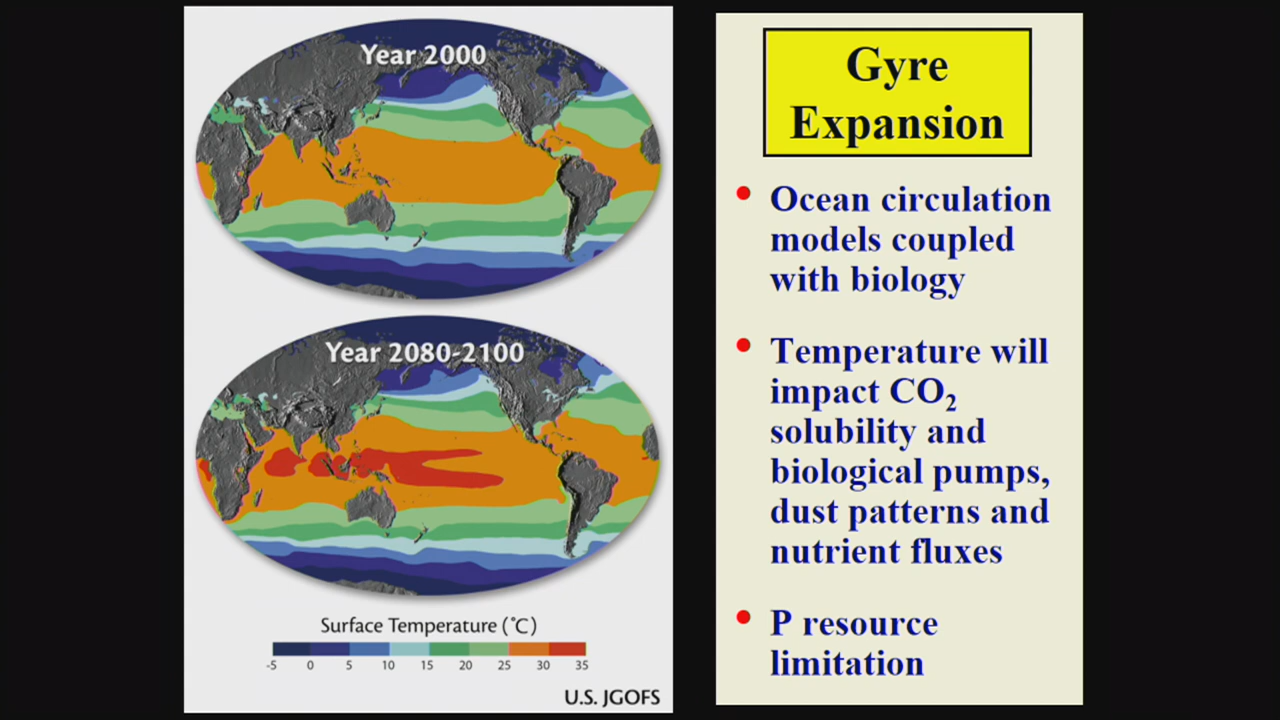 Year 2000
Year 2080-2100
Surface Temperature (°C)
-5 0 5 10 15 20 25 30 35
U.S. JGOFS
Gyre
Expansion
• Ocean circulation
models coupled
with biology
• Temperature will
impact CO₂
solubility and
biological pumps,
dust patterns and
nutrient fluxes
• P resource
limitation